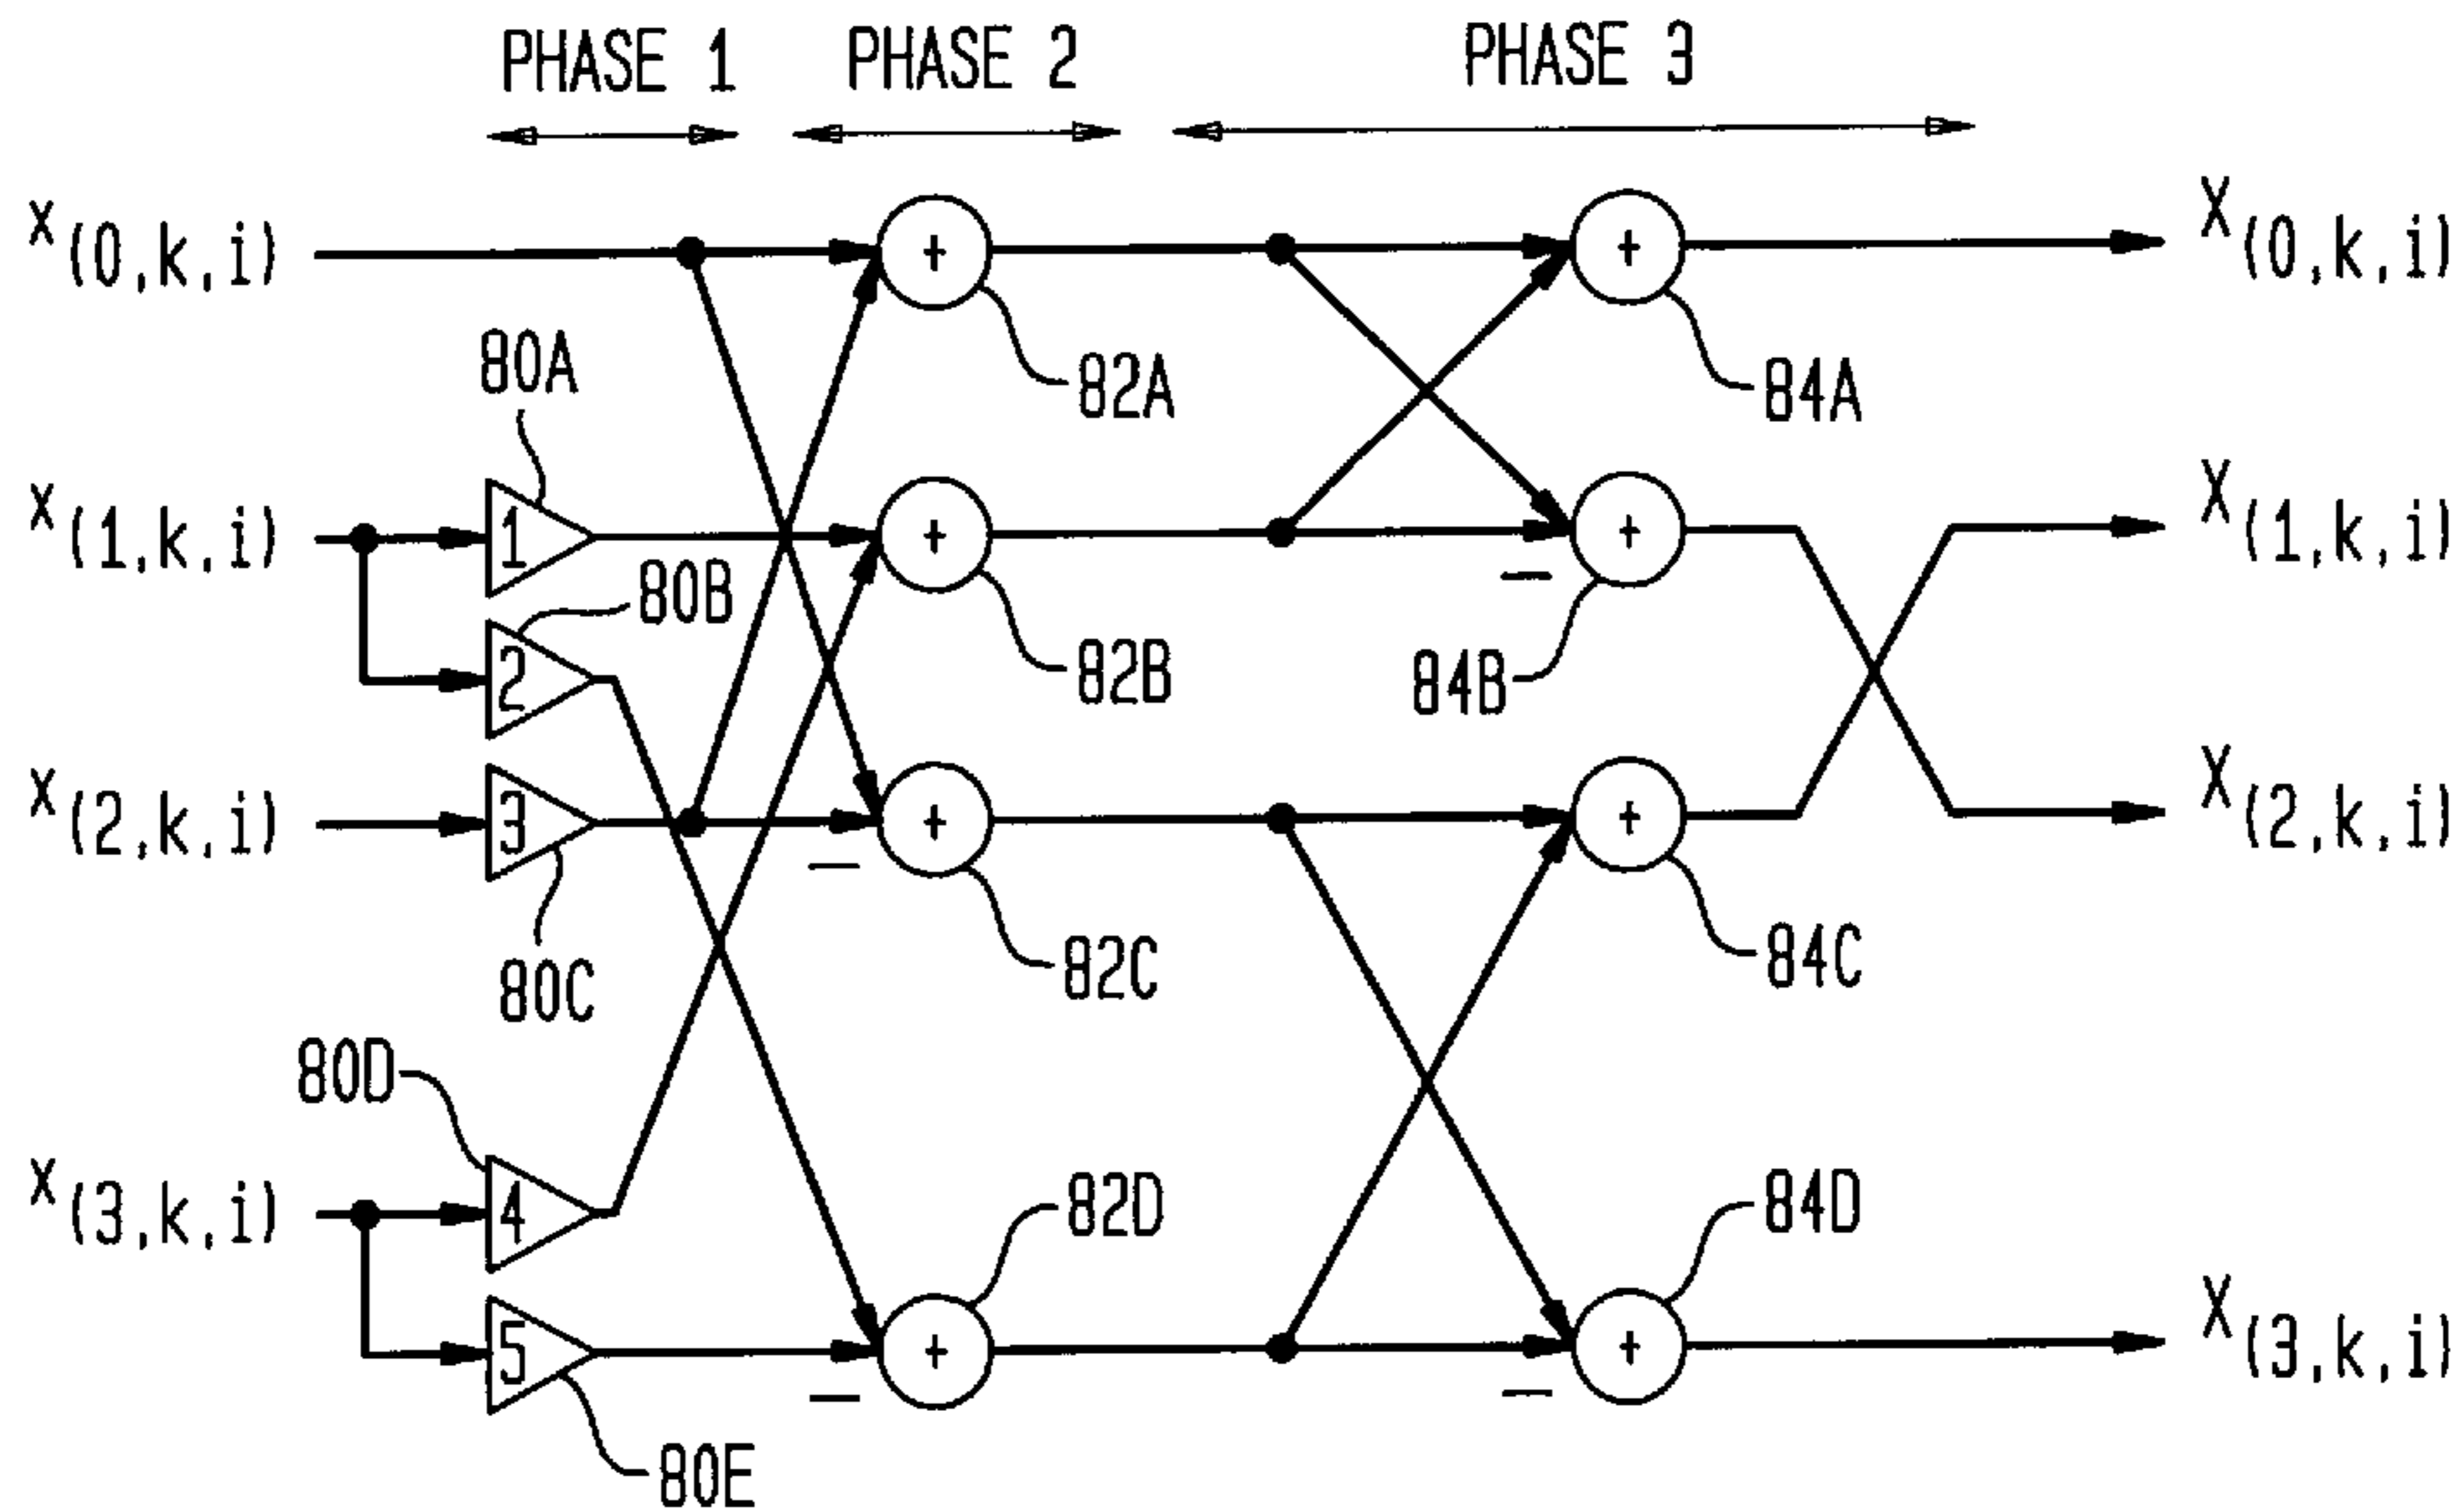 PHASE 1 PHASE 2 PHASE 3
x(0,k,i) + + X(0,k,i)
80A 82A 84A
x(1,k,i) 1 + + X(1,k,i)
−
80B 2 82B 84B
x(2,k,i) 3 + + X(2,k,i)
−
80C 82C 84C
80D 82D 84D
x(3,k,i) 4
5 + + X(3,k,i)
− −
80E